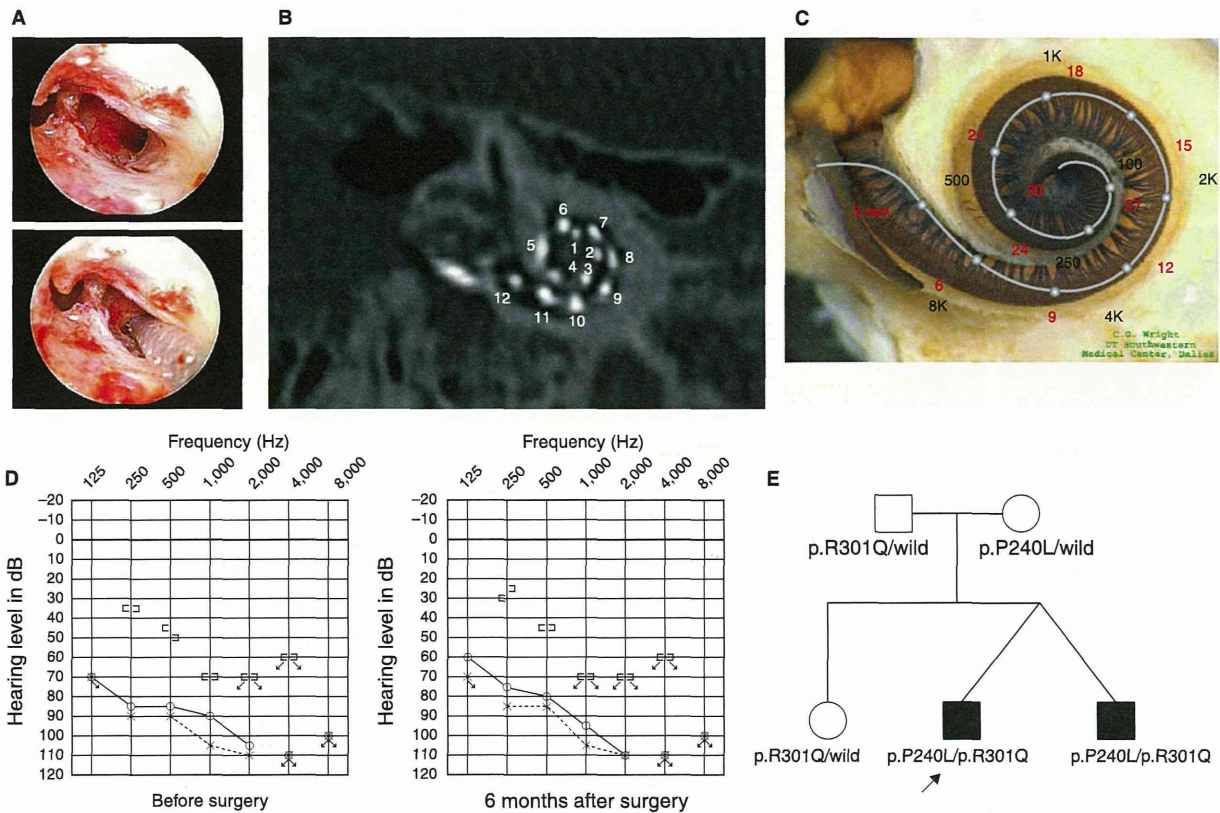 A
B
C
6
7
5
1
2
8
4
3
12
9
11
10
1K
18
21
15
500
100
2K
30
27
3 mm
24
12
250
6
8K
9
4K
C.G. Wright
UT Southwestern
Medical Center, Dallas
D
Frequency (Hz)
125 250 500 1,000 2,000 4,000 8,000
Hearing level in dB
–20
–10
0
10
20
30
40
50
60
70
80
90
100
110
120
Before surgery
Frequency (Hz)
125 250 500 1,000 2,000 4,000 8,000
Hearing level in dB
–20
–10
0
10
20
30
40
50
60
70
80
90
100
110
120
6 months after surgery
E
p.R301Q/wild p.P240L/wild
p.R301Q/wild p.P240L/p.R301Q p.P240L/p.R301Q